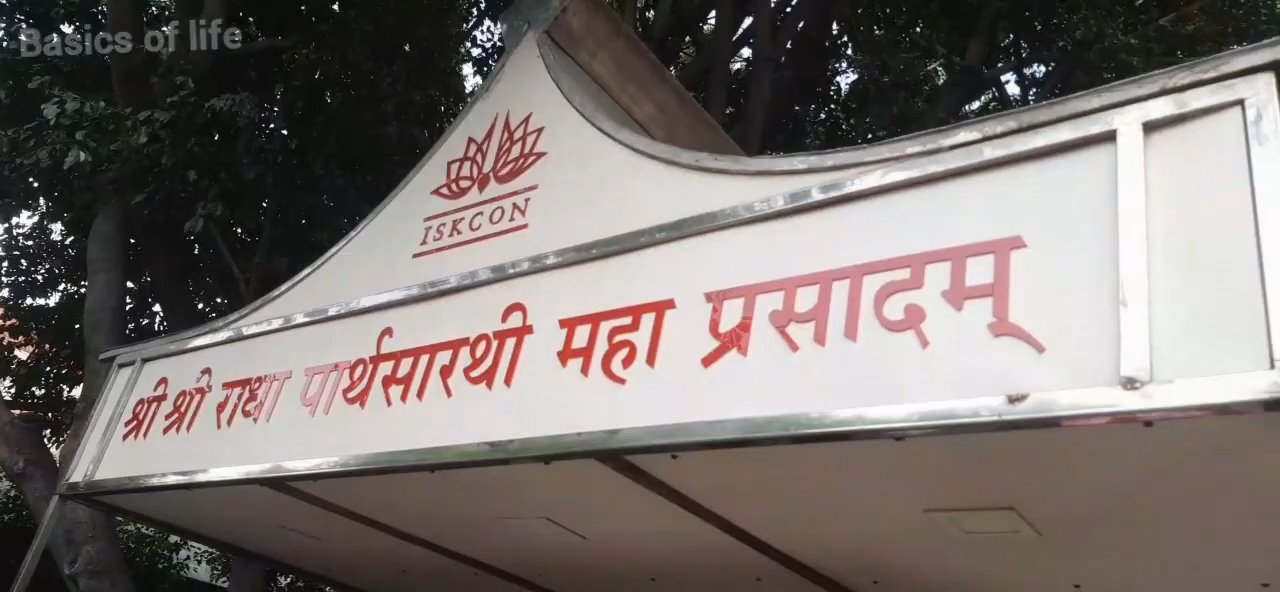 Basics of life
ISKCON
श्री श्री राधा पार्थसारथी महा प्रसादम्